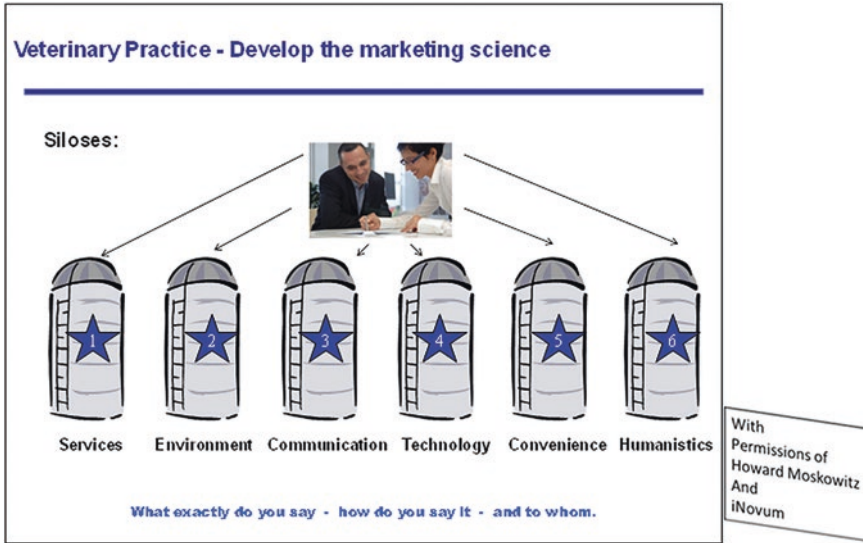 Veterinary Practice - Develop the marketing science
Siloses:
1 2 3 4 5 6
Services Environment Communication Technology Convenience Humanistics
What exactly do you say - how do you say it - and to whom.
With
Permissions of
Howard Moskowitz
And
iNovum